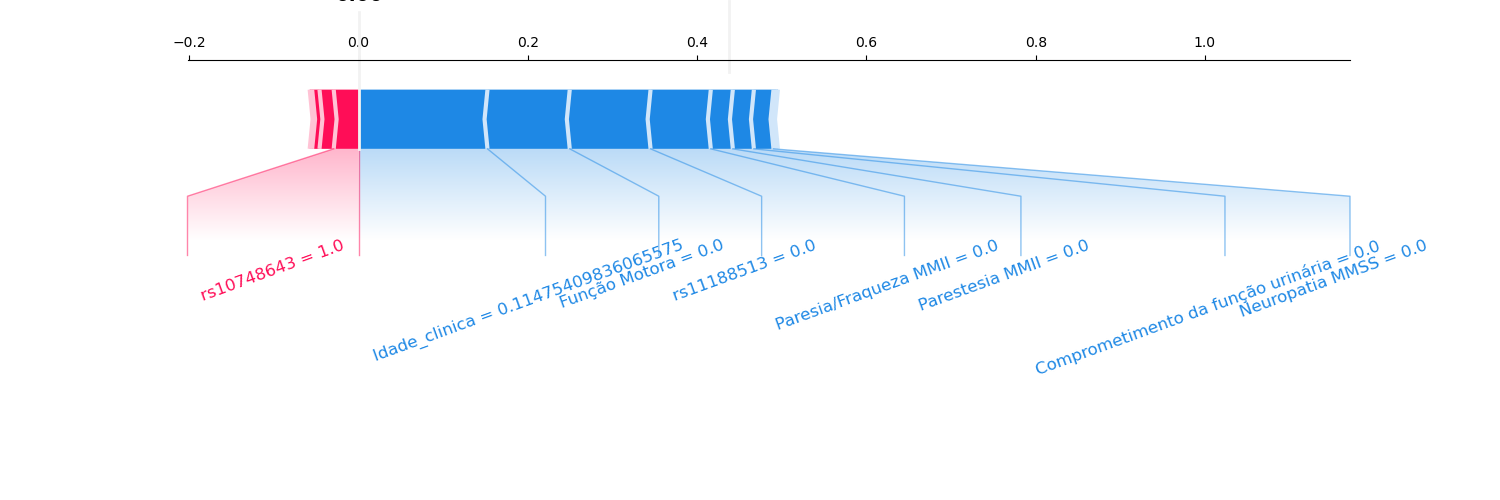 −0.2 0.0 0.2 0.4 0.6 0.8 1.0
rs10748643 = 1.0
Idade_clinica = 0.11475409836065575
Função Motora = 0.0
rs11188513 = 0.0
Paresia/Fraqueza MMII = 0.0
Parestesia MMII = 0.0
Comprometimento da função urinária = 0.0
Neuropatia MMSS = 0.0